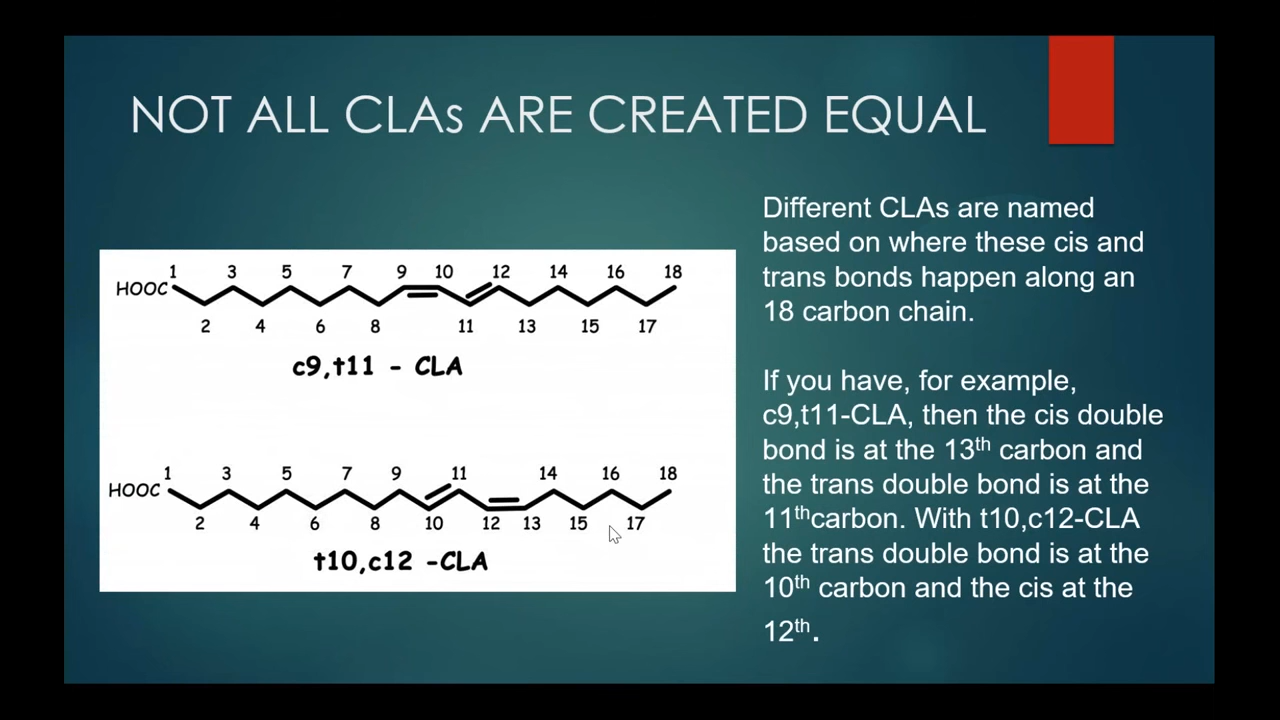 NOT ALL CLAs ARE CREATED EQUAL
1 3 5 7 9 10 12 14 16 18
HOOC
2 4 6 8 11 13 15 17
c9,t11 - CLA
1 3 5 7 9 11 14 16 18
HOOC
2 4 6 8 10 12 13 15 17
t10,c12 -CLA
Different CLAs are named
based on where these cis and
trans bonds happen along an
18 carbon chain.
If you have, for example,
c9,t11-CLA, then the cis double
bond is at the 13th carbon and
the trans double bond is at the
11thcarbon. With t10,c12-CLA
the trans double bond is at the
10th carbon and the cis at the
12th.